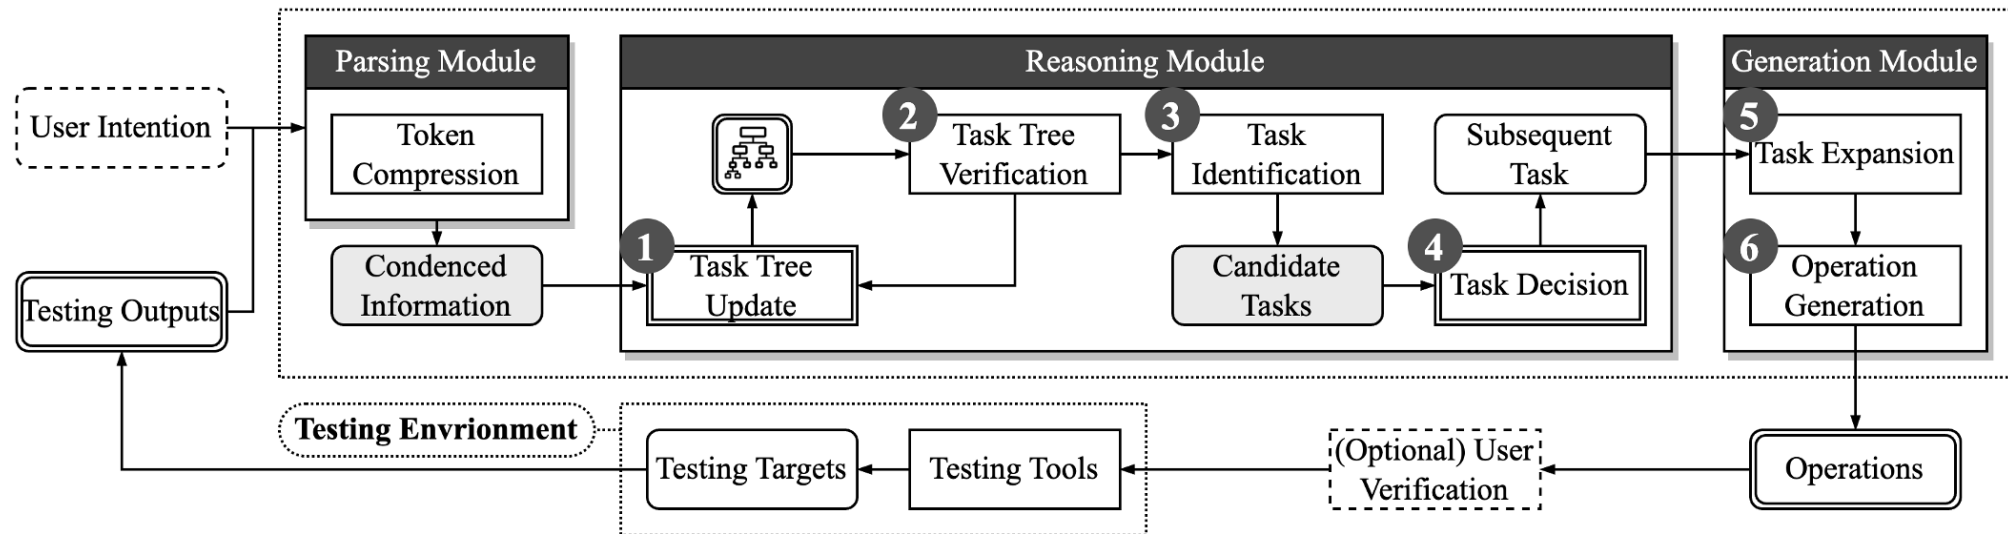 Parsing Module
Reasoning Module
Generation Module
User Intention
Token
Compression
2
Task Tree
Verification
3
Task
Identification
Subsequent
Task
5
Task Expansion
Testing Outputs
Condenced
Information
1
Task Tree
Update
Candidate
Tasks
4
Task Decision
6
Operation
Generation
Testing Envrionment
Testing Targets
Testing Tools
(Optional) User
Verification
Operations